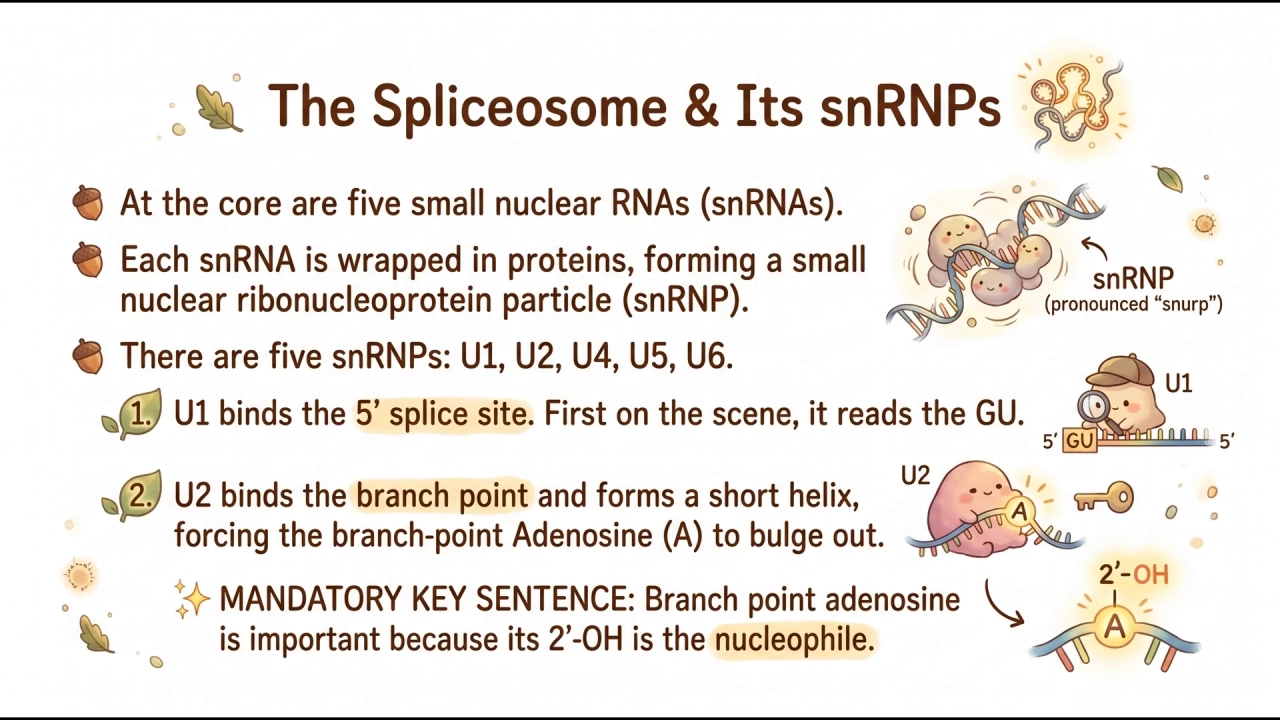 The Spliceosome & Its snRNPs
At the core are five small nuclear RNAs (snRNAs).
Each snRNA is wrapped in proteins, forming a small
nuclear ribonucleoprotein particle (snRNP).
snRNP
(pronounced “snurp”)
There are five snRNPs: U1, U2, U4, U5, U6.
1. U1 binds the 5’ splice site. First on the scene, it reads the GU.
U1
5’ GU 5’
2. U2 binds the branch point and forms a short helix,
forcing the branch-point Adenosine (A) to bulge out.
U2
A
MANDATORY KEY SENTENCE: Branch point adenosine
is important because its 2’-OH is the nucleophile.
2’-OH
A